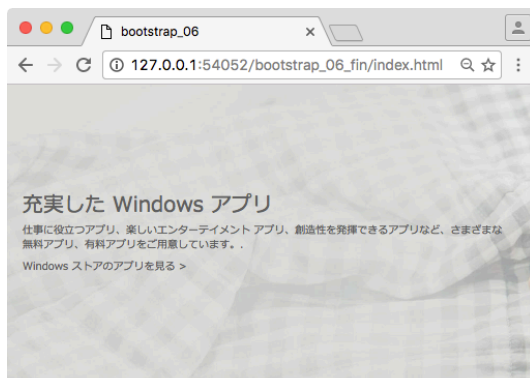 bootstrap_06
127.0.0.1:54052/bootstrap_06_fin/index.html
充実した Windows アプリ
仕事に役立つアプリ、楽しいエンターテイメント アプリ、創造性を発揮できるアプリなど、さまざまな
無料アプリ、有料アプリをご用意しています。.
Windows ストアのアプリを見る >